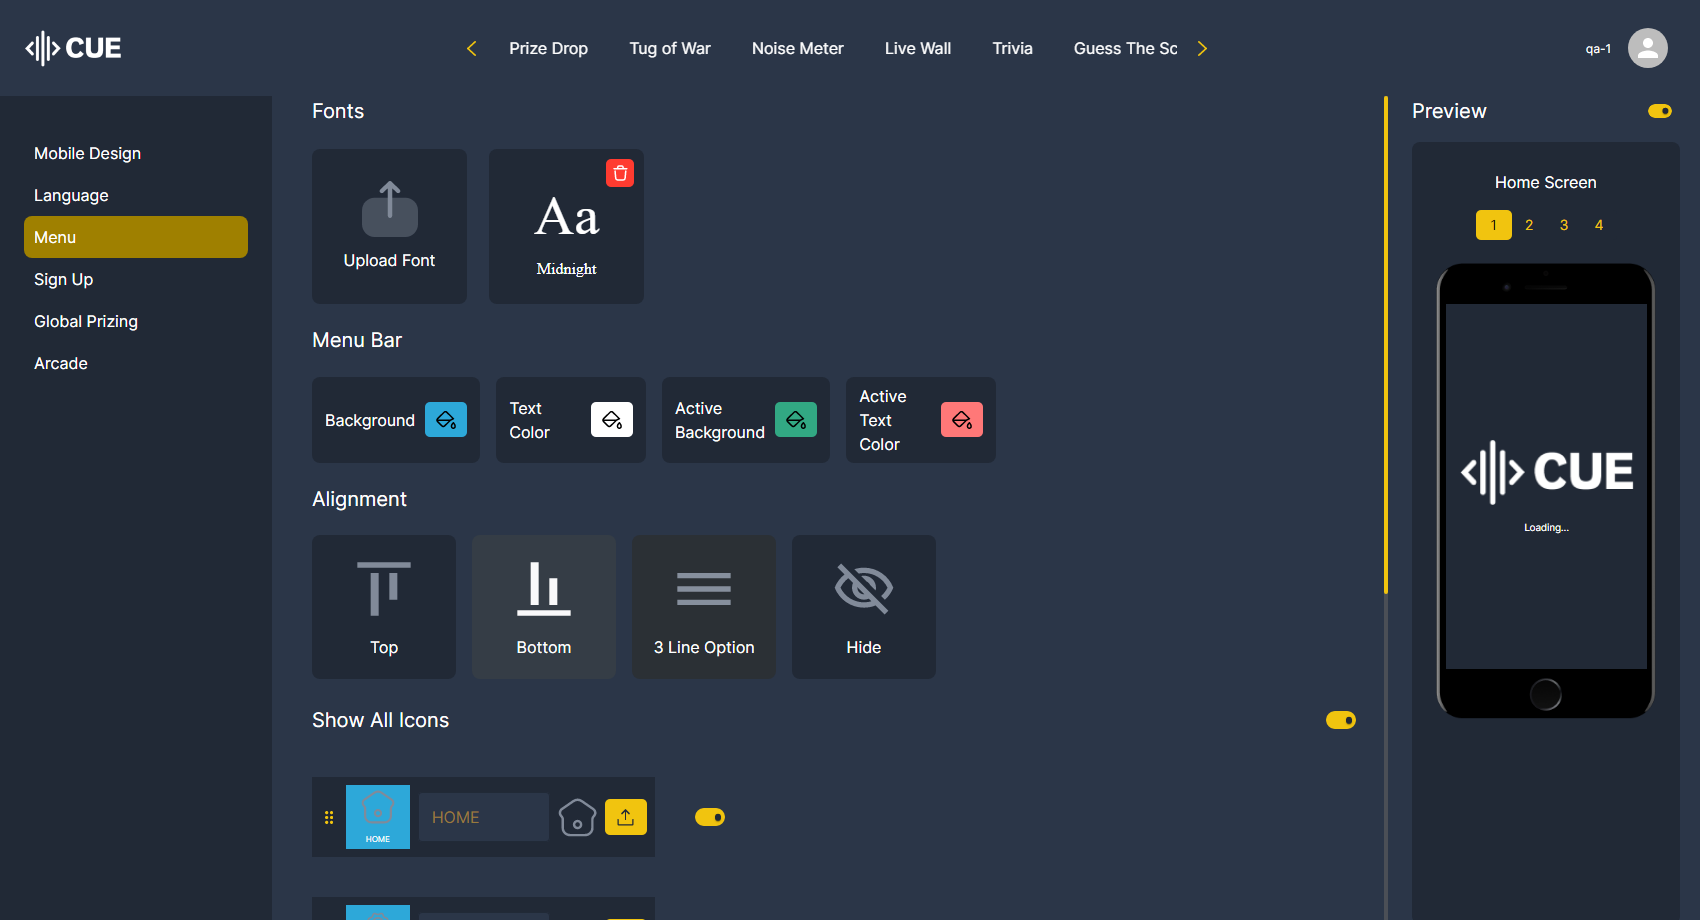 CUE
Prize Drop
Tug of War
Noise Meter
Live Wall
Trivia
Guess The Sc
qa-1
Mobile Design
Language
Menu
Sign Up
Global Prizing
Arcade
Fonts
Upload Font
Aa
Midnight
Menu Bar
Background
Text
Color
Active
Background
Active
Text
Color
Alignment
Top
Bottom
3 Line Option
Hide
Show All Icons
HOME
HOME
Preview
Home Screen
1 2 3 4
CUE
Loading...